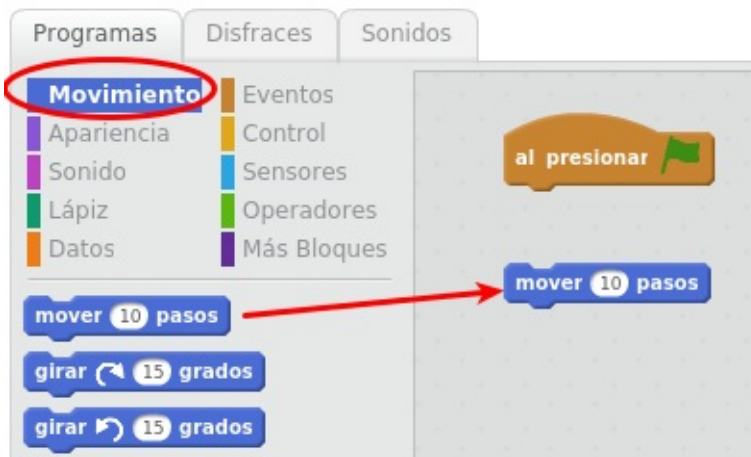 Programas Disfraces Sonidos
Movimiento Eventos
Apariencia Control
Sonido Sensores
Lápiz Operadores
Datos Más Bloques
mover 10 pasos
girar 15 grados
girar 15 grados
al presionar
mover 10 pasos